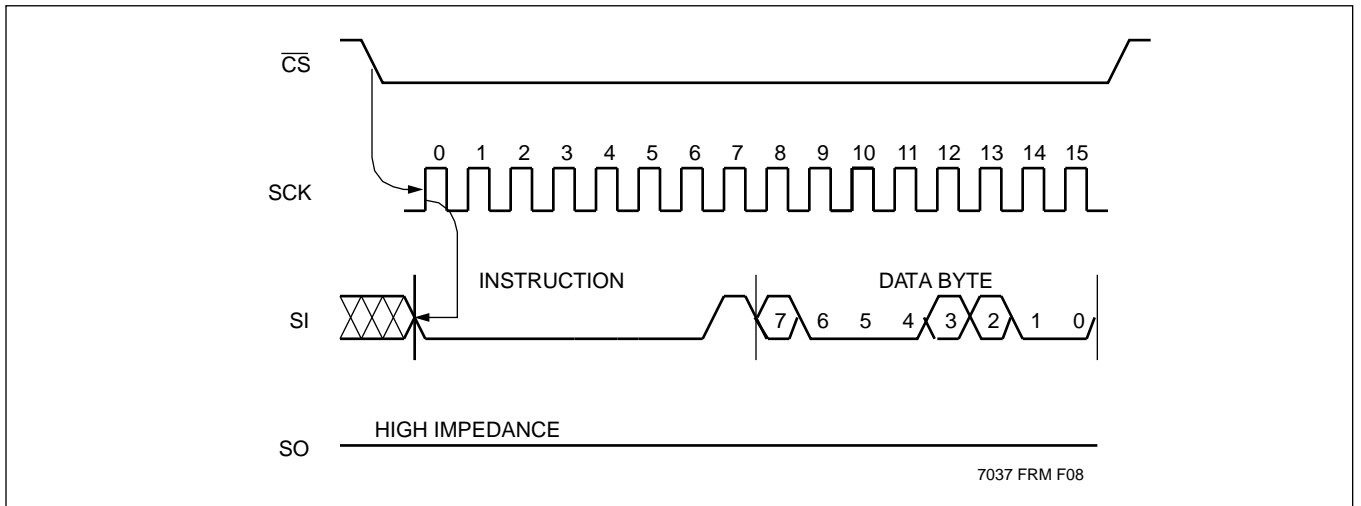 C̅S̅
0 1 2 3 4 5 6 7 8 9 10 11 12 13 14 15
SCK
INSTRUCTION DATA BYTE
SI 7 6 5 4 3 2 1 0
HIGH IMPEDANCE
SO
7037 FRM F08